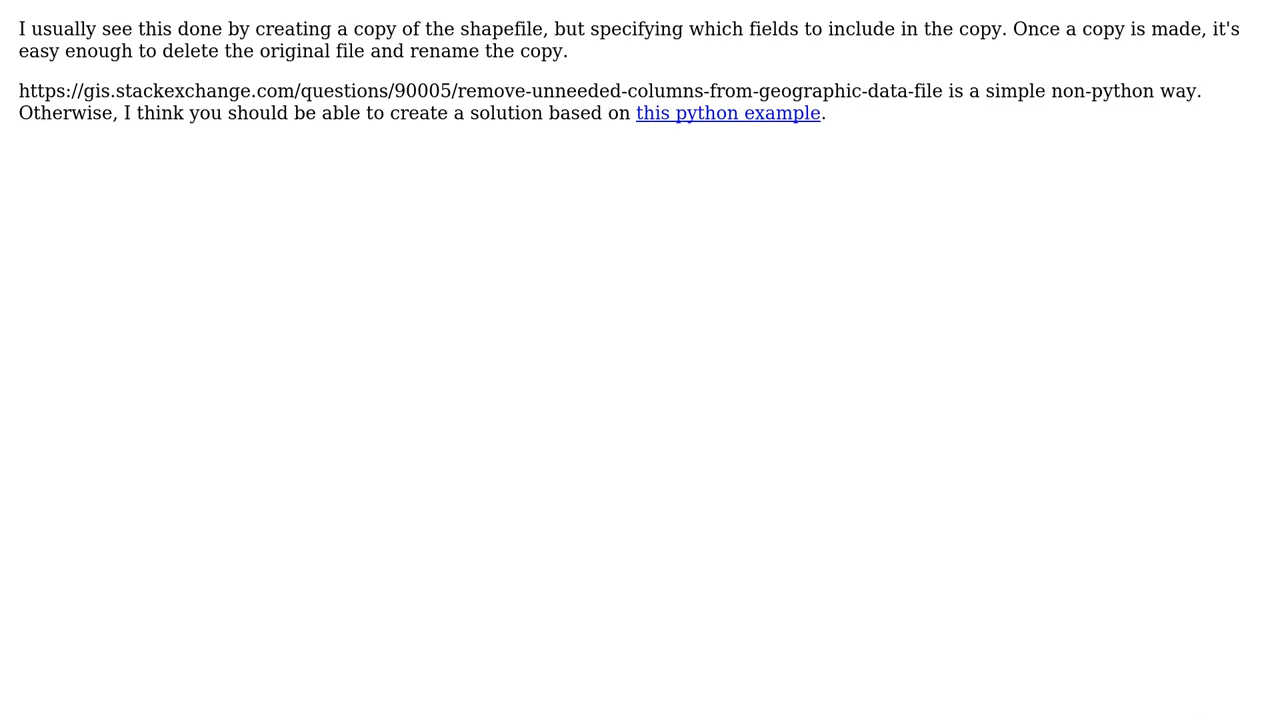 I usually see this done by creating a copy of the shapefile, but specifying which fields to include in the copy. Once a copy is made, it's
easy enough to delete the original file and rename the copy.
https://gis.stackexchange.com/questions/90005/remove-unneeded-columns-from-geographic-data-file is a simple non-python way.
Otherwise, I think you should be able to create a solution based on this python example.